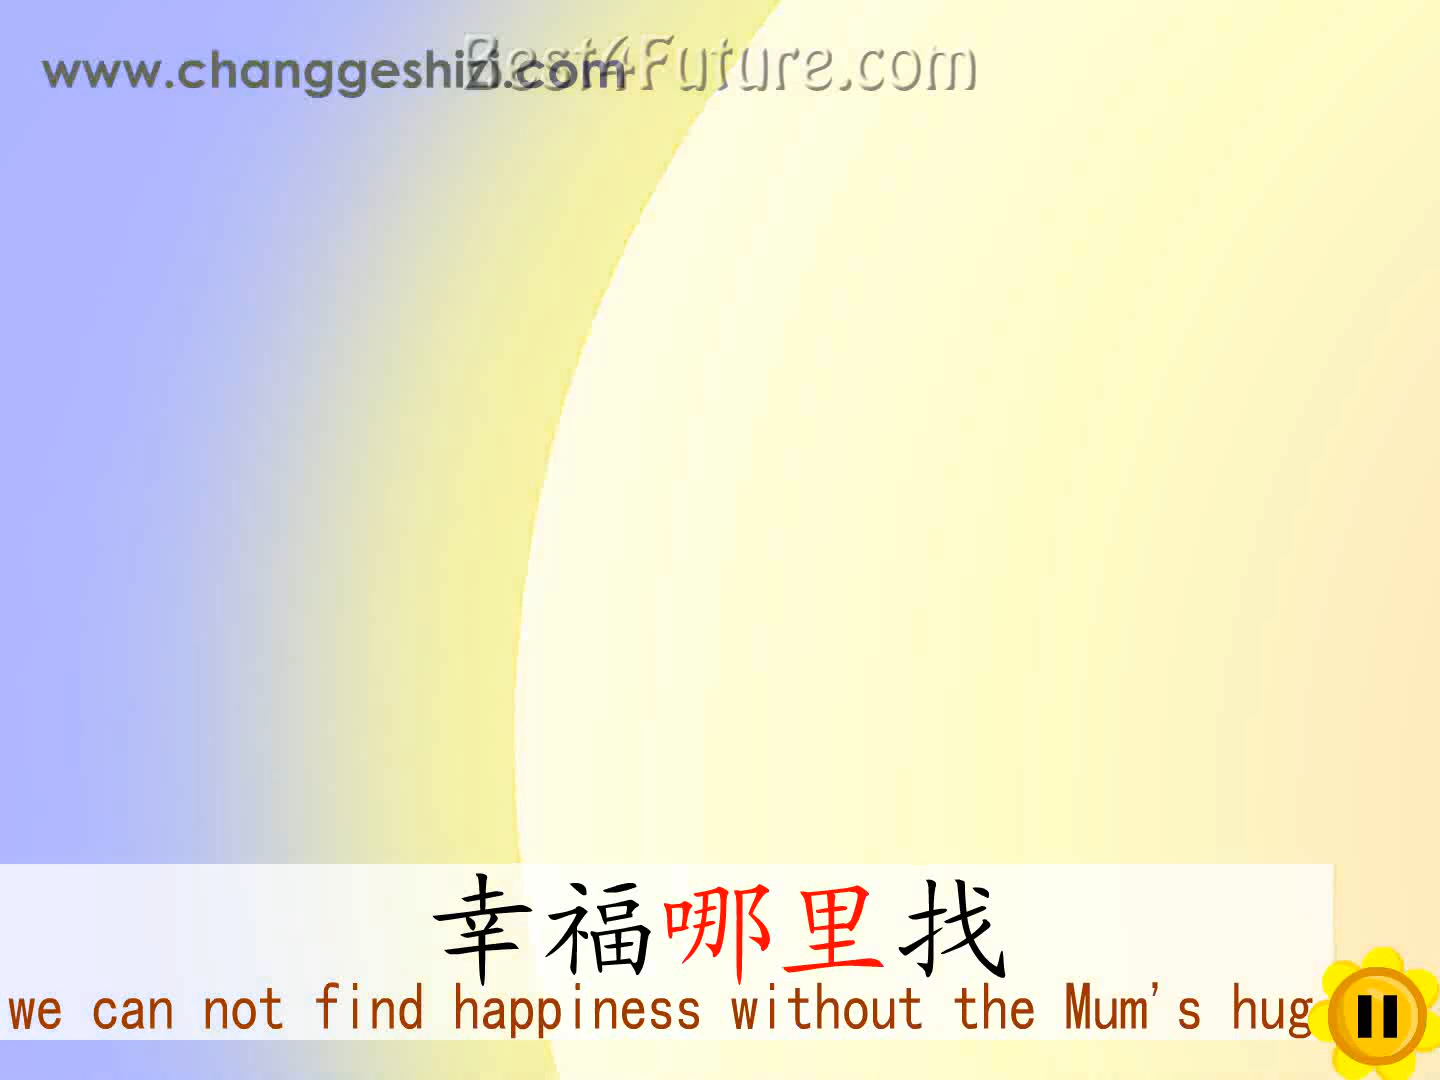 www.changgeshizi.com
Best4Future.com
幸福哪里找
we can not find happiness without the Mum's hug